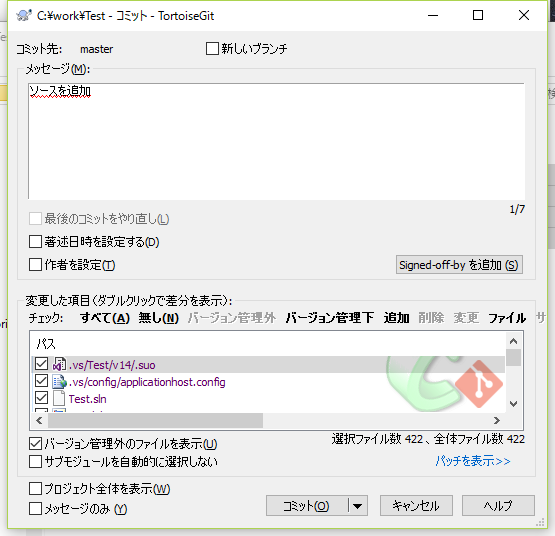 C:¥work¥Test - コミット - TortoiseGit
コミット先: master 新しいブランチ
メッセージ(M):
ソースを追加
1/7
最後のコミットをやり直し(L)
著述日時を設定する(D)
作者を設定(T)
Signed-off-by を追加 (S)
変更した項目(ダブルクリックで差分を表示):
チェック: すべて(A) 無し(N) バージョン管理外 バージョン管理下 追加 削除 変更 ファイル サ
パス
.vs/Test/v14/.suo
.vs/config/applicationhost.config
Test.sln
バージョン管理外のファイルを表示(U)
選択ファイル数 422 、全体ファイル数 422
サブモジュールを自動的に選択しない
パッチを表示>>
プロジェクト全体を表示(W)
メッセージのみ (Y)
コミット(O) キャンセル ヘルプ